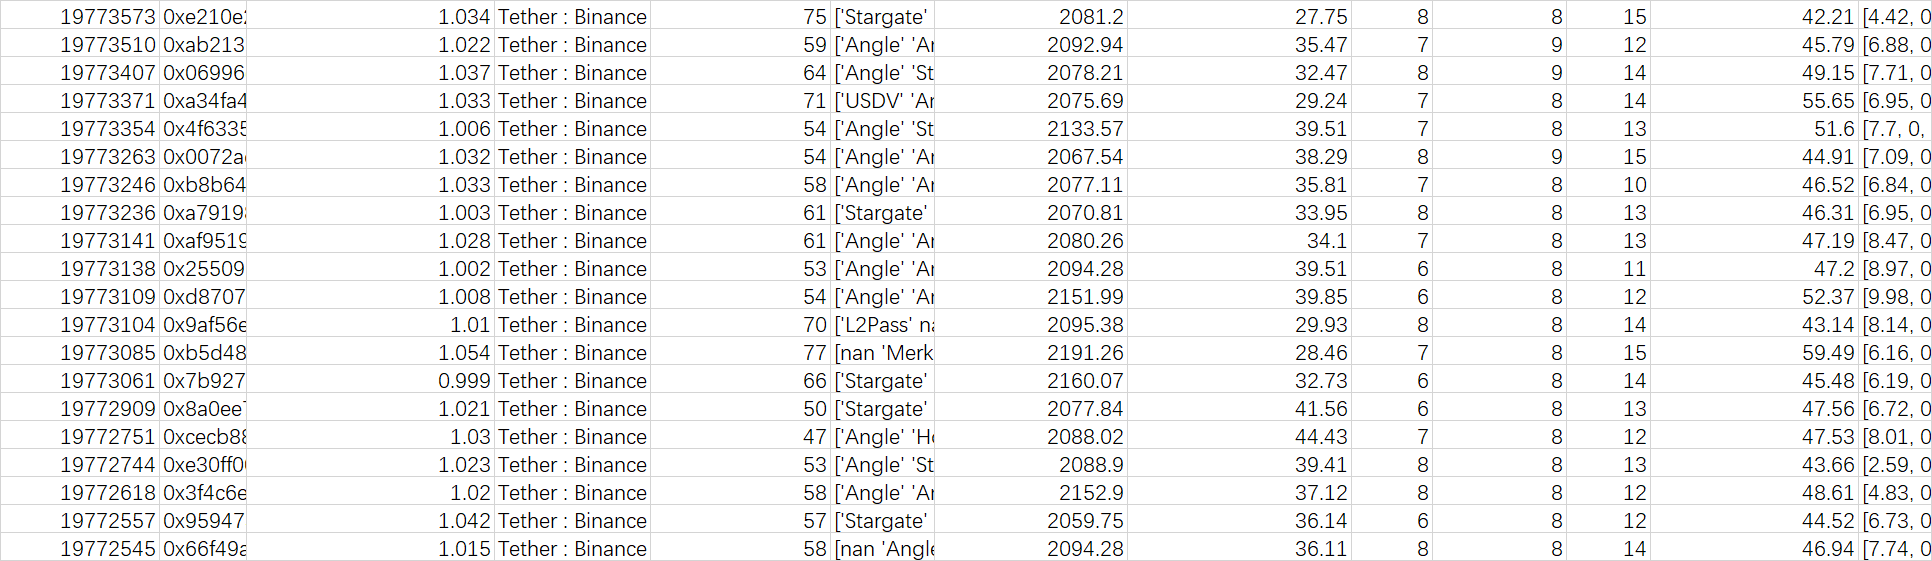 19773573 0xe210e2 1.034 Tether : Binance 75 ['Stargate' 2081.2 27.75 8 8 15 42.21 [4.42, 0
19773510 0xab213 1.022 Tether : Binance 59 ['Angle' 'Ar 2092.94 35.47 7 9 12 45.79 [6.88, 0
19773407 0x06996 1.037 Tether : Binance 64 ['Angle' 'St 2078.21 32.47 8 9 14 49.15 [7.71, 0
19773371 0xa34fa4 1.033 Tether : Binance 71 ['USDV' 'Ar 2075.69 29.24 7 8 14 55.65 [6.95, 0
19773354 0x4f6335 1.006 Tether : Binance 54 ['Angle' 'St 2133.57 39.51 7 8 13 51.6 [7.7, 0,
19773263 0x0072a 1.032 Tether : Binance 54 ['Angle' 'Ar 2067.54 38.29 8 9 15 44.91 [7.09, 0
19773246 0xb8b64 1.033 Tether : Binance 58 ['Angle' 'Ar 2077.11 35.81 7 8 10 46.52 [6.84, 0
19773236 0xa7919 1.003 Tether : Binance 61 ['Stargate' 2070.81 33.95 8 8 13 46.31 [6.95, 0
19773141 0xaf9519 1.028 Tether : Binance 61 ['Angle' 'Ar 2080.26 34.1 7 8 13 47.19 [8.47, 0
19773138 0x25509 1.002 Tether : Binance 53 ['Angle' 'Ar 2094.28 39.51 6 8 11 47.2 [8.97, 0
19773109 0xd8707 1.008 Tether : Binance 54 ['Angle' 'Ar 2151.99 39.85 6 8 12 52.37 [9.98, 0
19773104 0x9af56e 1.01 Tether : Binance 70 ['L2Pass' na 2095.38 29.93 8 8 14 43.14 [8.14, 0
19773085 0xb5d48 1.054 Tether : Binance 77 [nan 'Merk 2191.26 28.46 7 8 15 59.49 [6.16, 0
19773061 0x7b927 0.999 Tether : Binance 66 ['Stargate' 2160.07 32.73 6 8 14 45.48 [6.19, 0
19772909 0x8a0ee 1.021 Tether : Binance 50 ['Stargate' 2077.84 41.56 6 8 13 47.56 [6.72, 0
19772751 0xcecb88 1.03 Tether : Binance 47 ['Angle' 'Ho 2088.02 44.43 7 8 12 47.53 [8.01, 0
19772744 0xe30ff0 1.023 Tether : Binance 53 ['Angle' 'St 2088.9 39.41 8 8 13 43.66 [2.59, 0
19772618 0x3f4c6e 1.02 Tether : Binance 58 ['Angle' 'Ar 2152.9 37.12 8 8 12 48.61 [4.83, 0
19772557 0x95947 1.042 Tether : Binance 57 ['Stargate' 2059.75 36.14 6 8 12 44.52 [6.73, 0
19772545 0x66f49a 1.015 Tether : Binance 58 [nan 'Angle 2094.28 36.11 8 8 14 46.94 [7.74, 0